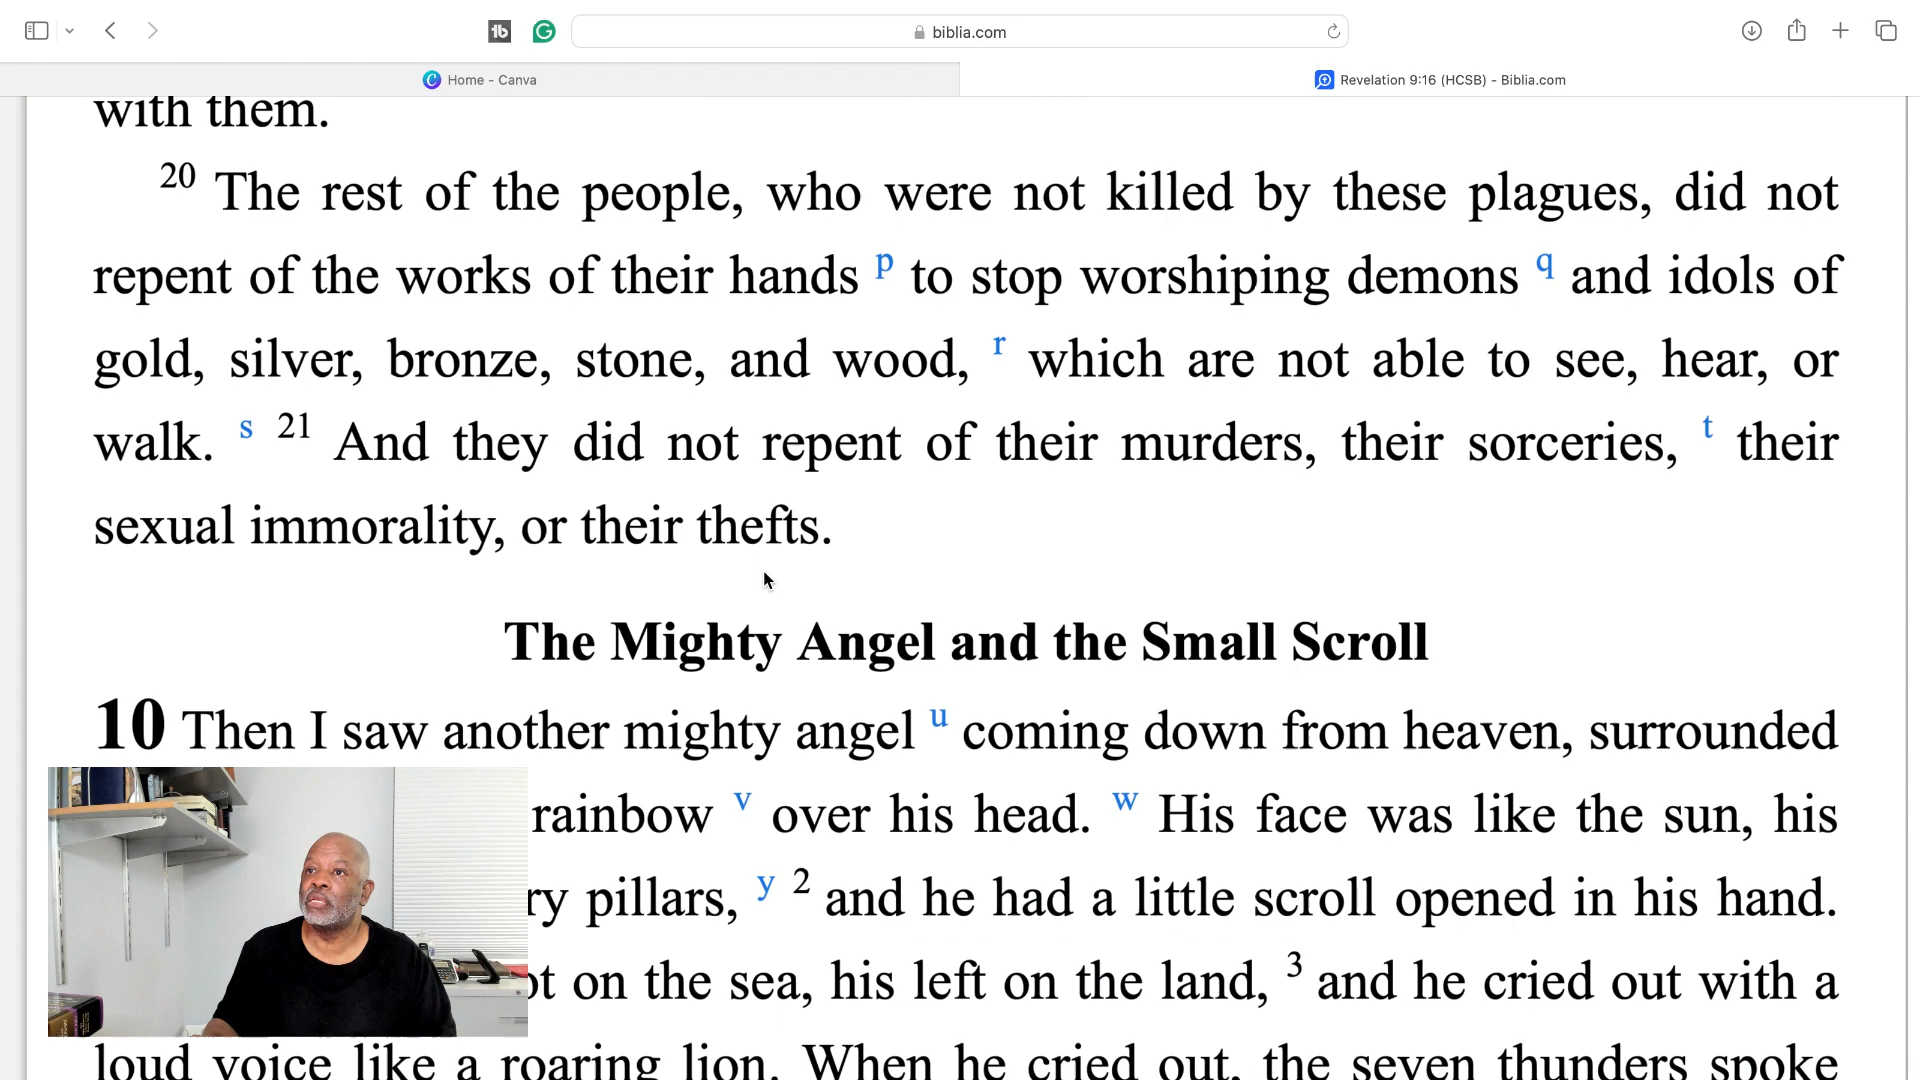 biblia.com
Home - Canva
Revelation 9:16 (HCSB) - Biblia.com
with them.
20 The rest of the people, who were not killed by these plagues, did not
repent of the works of their hands p to stop worshiping demons q and idols of
gold, silver, bronze, stone, and wood, r which are not able to see, hear, or
walk. s 21 And they did not repent of their murders, their sorceries, t their
sexual immorality, or their thefts.
The Mighty Angel and the Small Scroll
10 Then I saw another mighty angel u coming down from heaven, surrounded
rainbow v over his head. w His face was like the sun, his
ry pillars, y 2 and he had a little scroll opened in his hand.
ot on the sea, his left on the land, 3 and he cried out with a
loud voice like a roaring lion. When he cried out, the seven thunders spoke